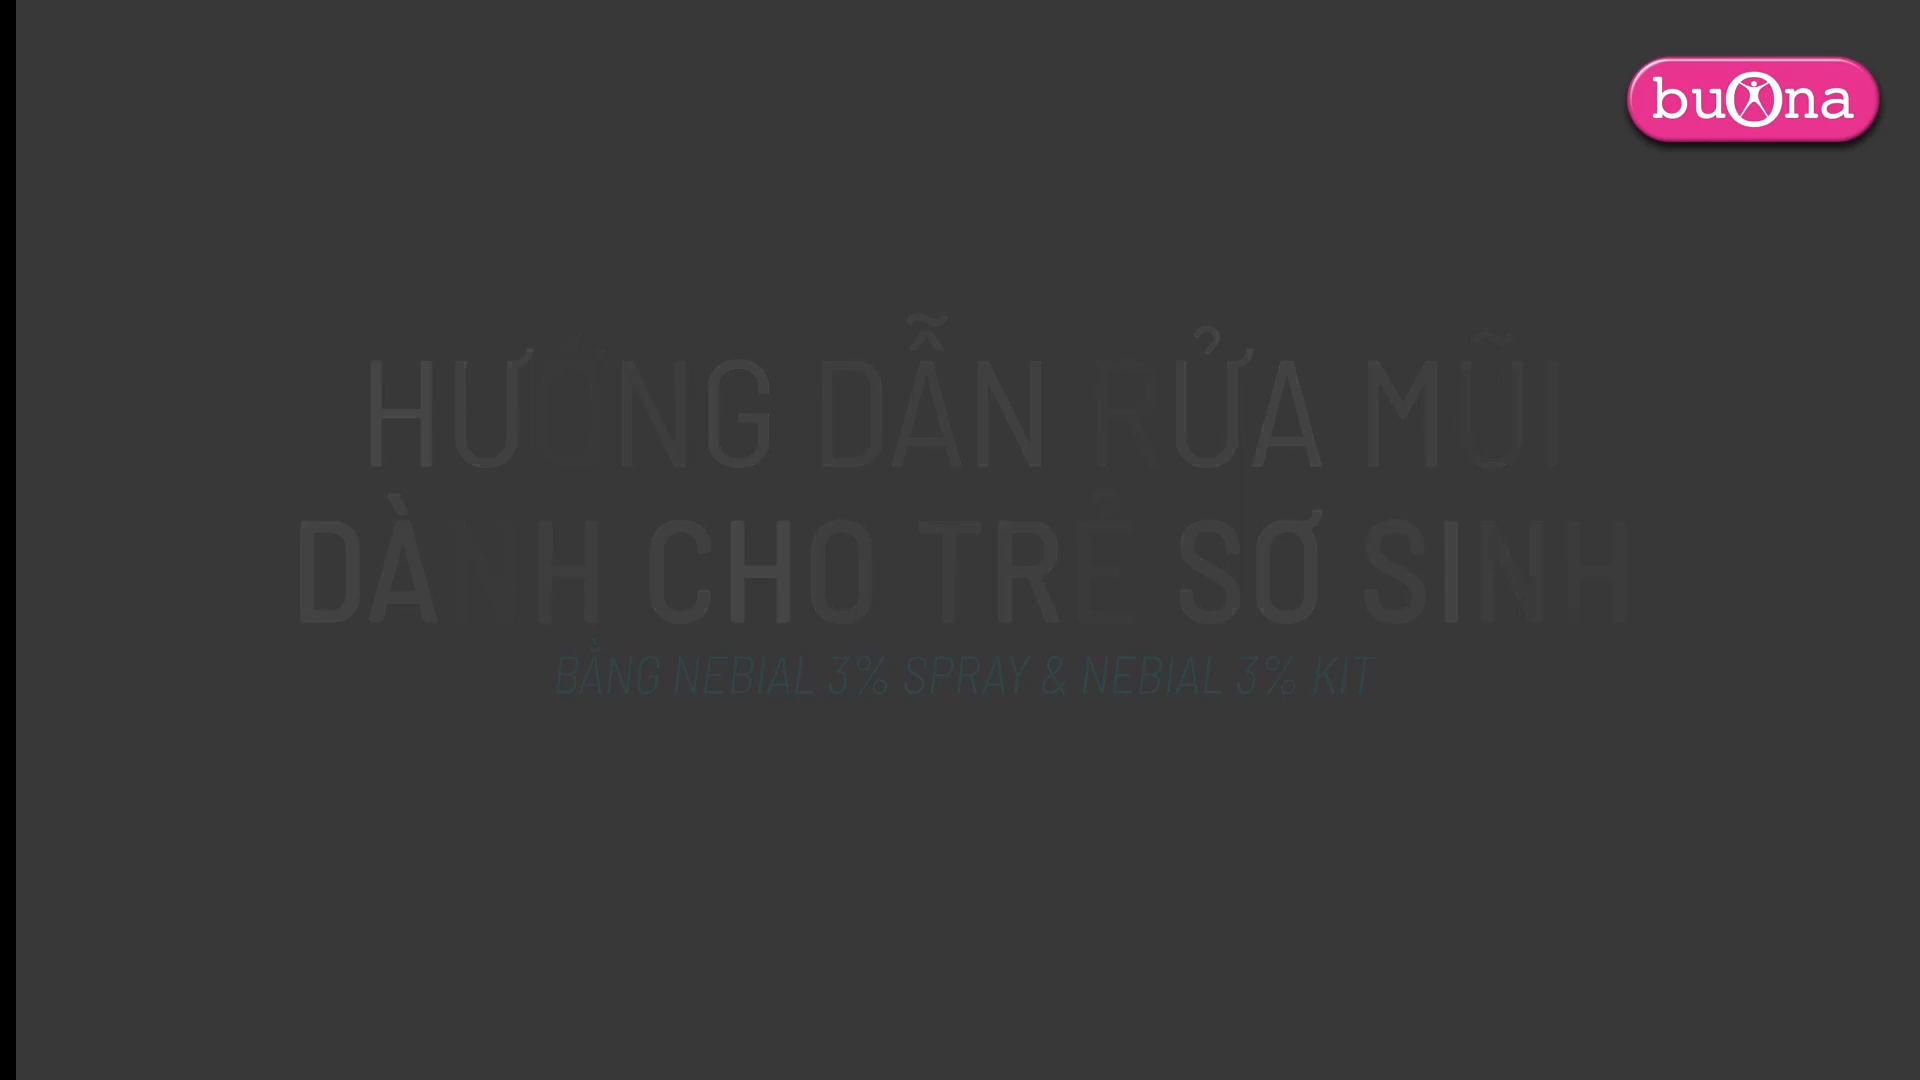 buona
HƯỚNG DẪN RỬA MŨI
DÀNH CHO TRẺ SƠ SINH
BẰNG NEBIAL 3% SPRAY & NEBIAL 3% KIT